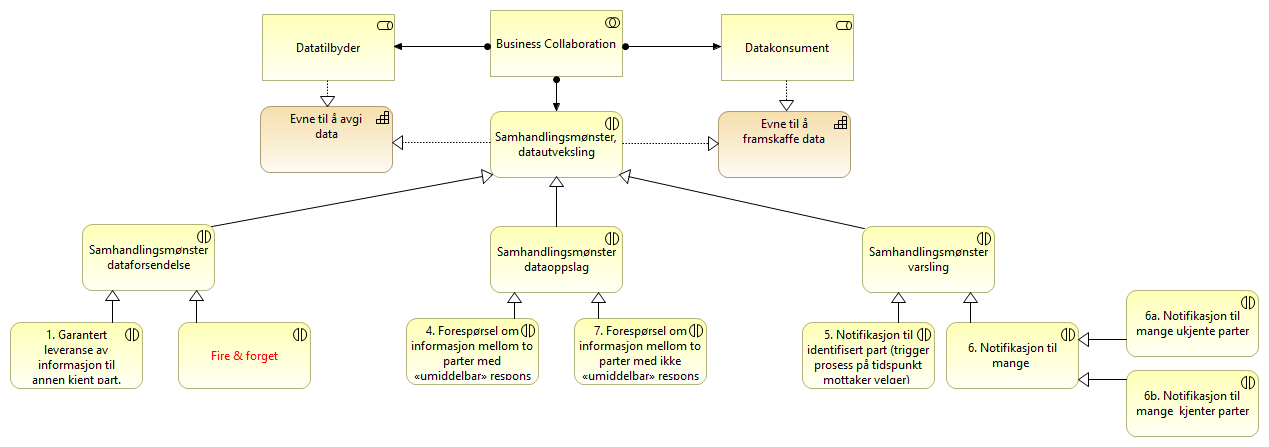 Datatilbyder
Business Collaboration
Datakonsument
Evne til å avgi
data
Samhandlingsmønster,
datautveksling
Evne til å
framskaffe data
Samhandlingsmønster
dataforsendelse
Samhandlingsmønster
dataoppslag
Samhandlingsmønster
varsling
1. Garantert
leveranse av
informasjon til
annen kjent part.
Fire & forget
4. Forespørsel om
informasjon mellom to
parter med
«umiddelbar» respons
7. Forespørsel om
informasjon mellom to
parter med ikke
«umiddelbar» respons
5. Notifikasjon til
identifisert part (trigger
prosess på tidspunkt
mottaker velger)
6. Notifikasjon til
mange
6a. Notifikasjon til
mange ukjente parter
6b. Notifikasjon til
mange kjenter parter